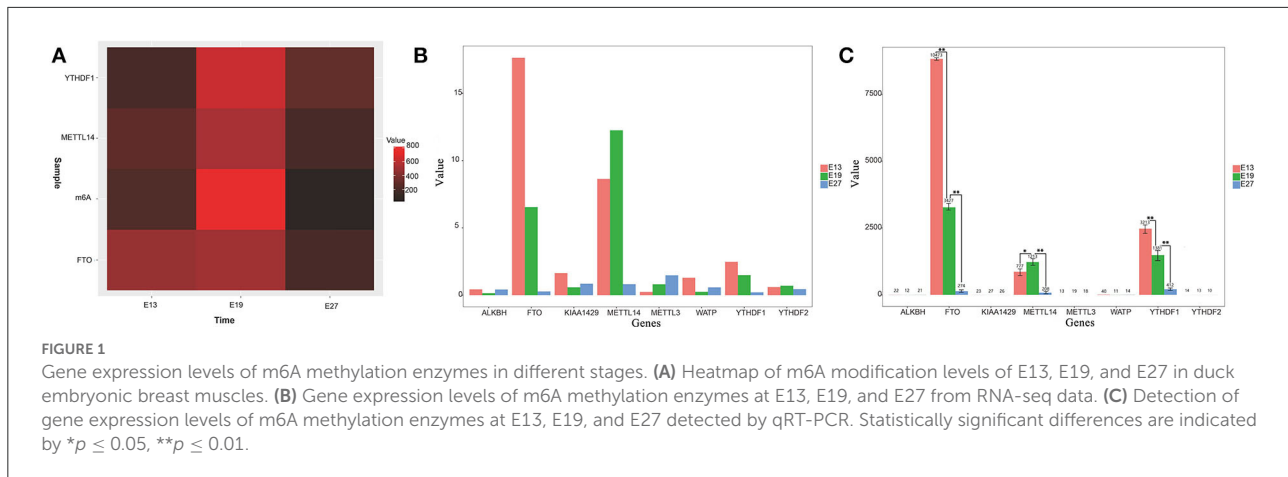 A
YTHDF1
METTL14
m6A
FTO
Sample
E13
E19
E27
Time
Value
800
600
400
200
B
15
10
5
0
Value
ALKBH
FTO
KIAA1429
METTL14
METTL3
WATP
YTHDF1
YTHDF2
Genes
E13
E19
E27
C
7500
5000
2500
0
Value
**
**
3427
274
22 12 21
23 27 26
* **
777
1213
208
13 19 18
40 11 14
** **
3213
412
14 13 10
ALKBH
FTO
KIAA1429
METTL14
METTL3
WATP
YTHDF1
YTHDF2
Genes
E13
E19
E27
FIGURE 1
Gene expression levels of m6A methylation enzymes in different stages. (A) Heatmap of m6A modification levels of E13, E19, and E27 in duck
embryonic breast muscles. (B) Gene expression levels of m6A methylation enzymes at E13, E19, and E27 from RNA-seq data. (C) Detection of
gene expression levels of m6A methylation enzymes at E13, E19, and E27 detected by qRT-PCR. Statistically significant differences are indicated
by *p ≤ 0.05, **p ≤ 0.01.